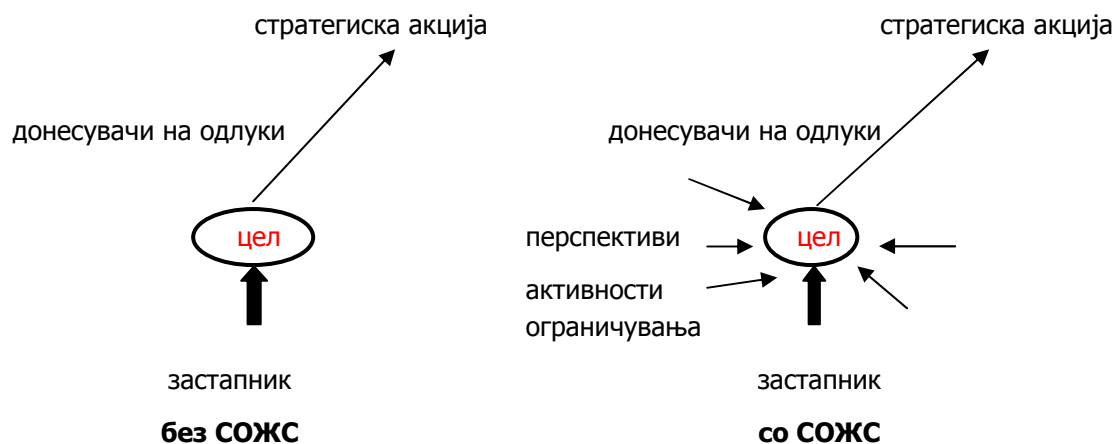 стратегиска акција
донесувачи на одлуки
цел
застапник
без СОЖС
стратегиска акција
донесувачи на одлуки
цел
перспективи
активности
ограничувања
застапник
со СОЖС